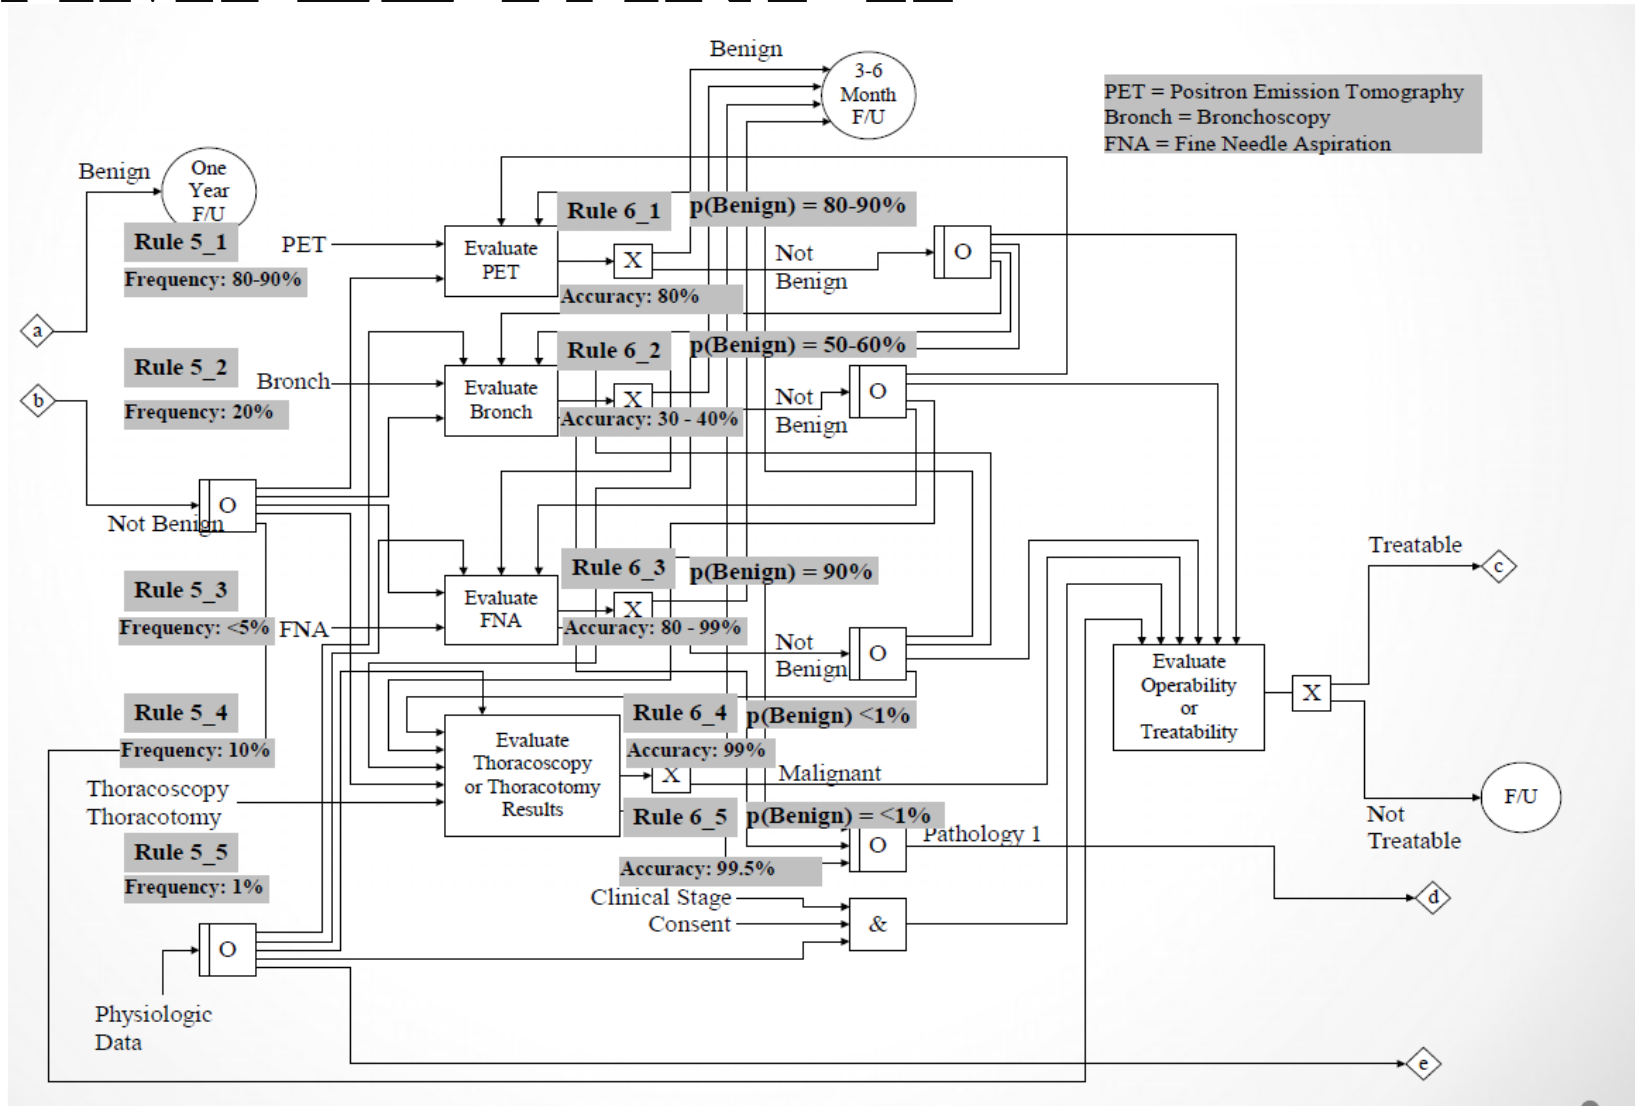 Benign
3-6
Month
F/U
PET = Positron Emission Tomography
Bronch = Bronchoscopy
FNA = Fine Needle Aspiration
Benign
One
Year
F/U
Rule 5_1
Frequency: 80-90%
PET
Evaluate
PET
Rule 6_1
p(Benign) = 80-90%
X
Not
Benign
O
Accuracy: 80%
a
Rule 5_2
Frequency: 20%
Bronch
Evaluate
Bronch
Rule 6_2
p(Benign) = 50-60%
X
Not
Benign
O
Accuracy: 30 - 40%
b
O
Not Benign
Rule 5_3
Frequency: <5%
FNA
Evaluate
FNA
Rule 6_3
p(Benign) = 90%
X
Accuracy: 80 - 99%
Not
Benign
O
Treatable
c
Evaluate
Operability
or
Treatability
X
Rule 5_4
Frequency: 10%
Thoracoscopy
Thoracotomy
Evaluate
Thoracoscopy
or Thoracotomy
Results
Rule 6_4
p(Benign) <1%
Accuracy: 99%
X
Malignant
F/U
Not
Treatable
Rule 5_5
Frequency: 1%
Rule 6_5
p(Benign) = <1%
Pathology 1
O
Accuracy: 99.5%
d
Clinical Stage
Consent
&
O
Physiologic
Data
e